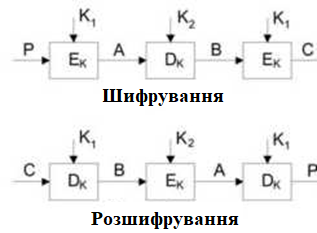 K1 K2 K1
P EK A DK B EK C
Шифрування
K1 K2 K1
C DK B EK A DK P
Розшифрування